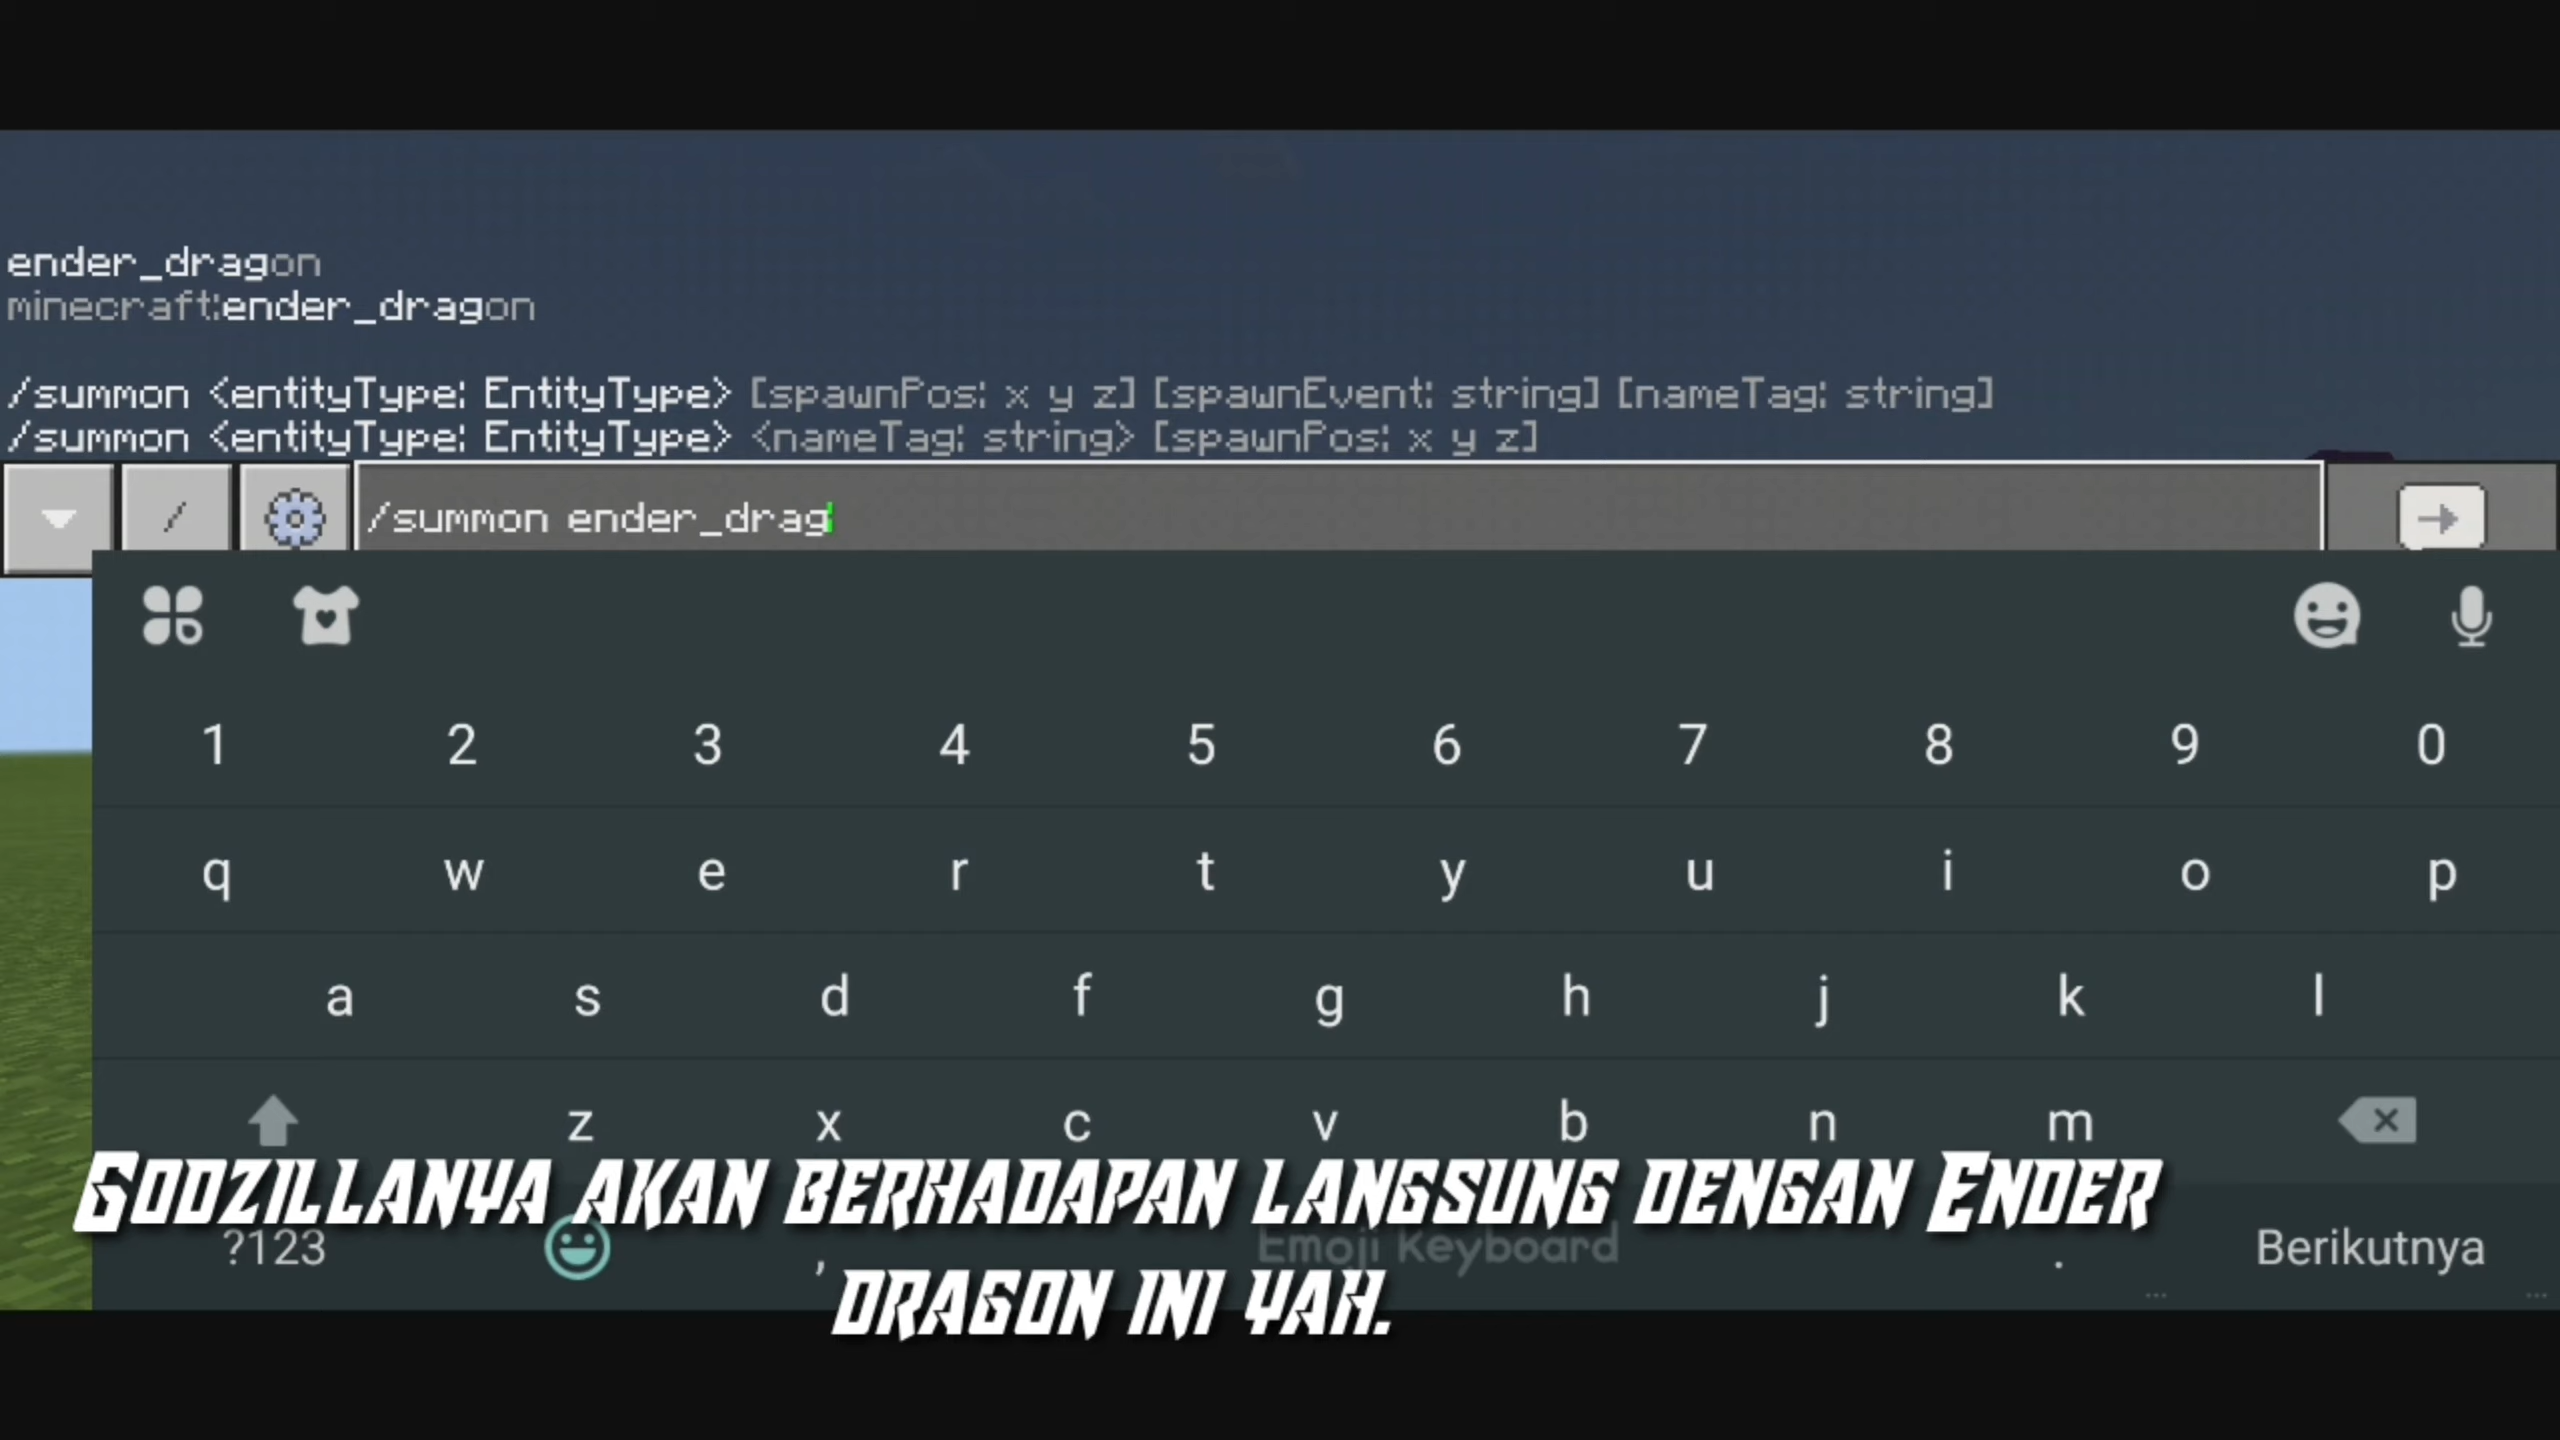 ender_dragon
minecraft:ender_dragon
/summon <entityType: EntityType> [spawnPos: x y z] [spawnEvent: string] [nameTag: string]
/summon <entityType: EntityType> <nameTag: string> [spawnPos: x y z]
/ /summon ender_drag
1 2 3 4 5 6 7 8 9 0
q w e r t y u i o p
a s d f g h j k l
z x c v b n m
Godzillanya akan berhadapan langsung dengan Ender
dragon ini yah.
?123 , Emoji Keyboard . Berikutnya